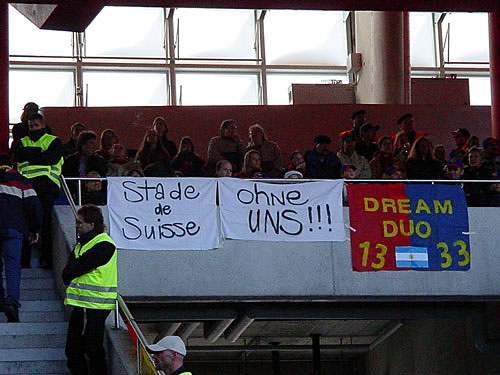 Stade
de
Suisse
ohne
UNS!!!
DREAM
DUO
13 33